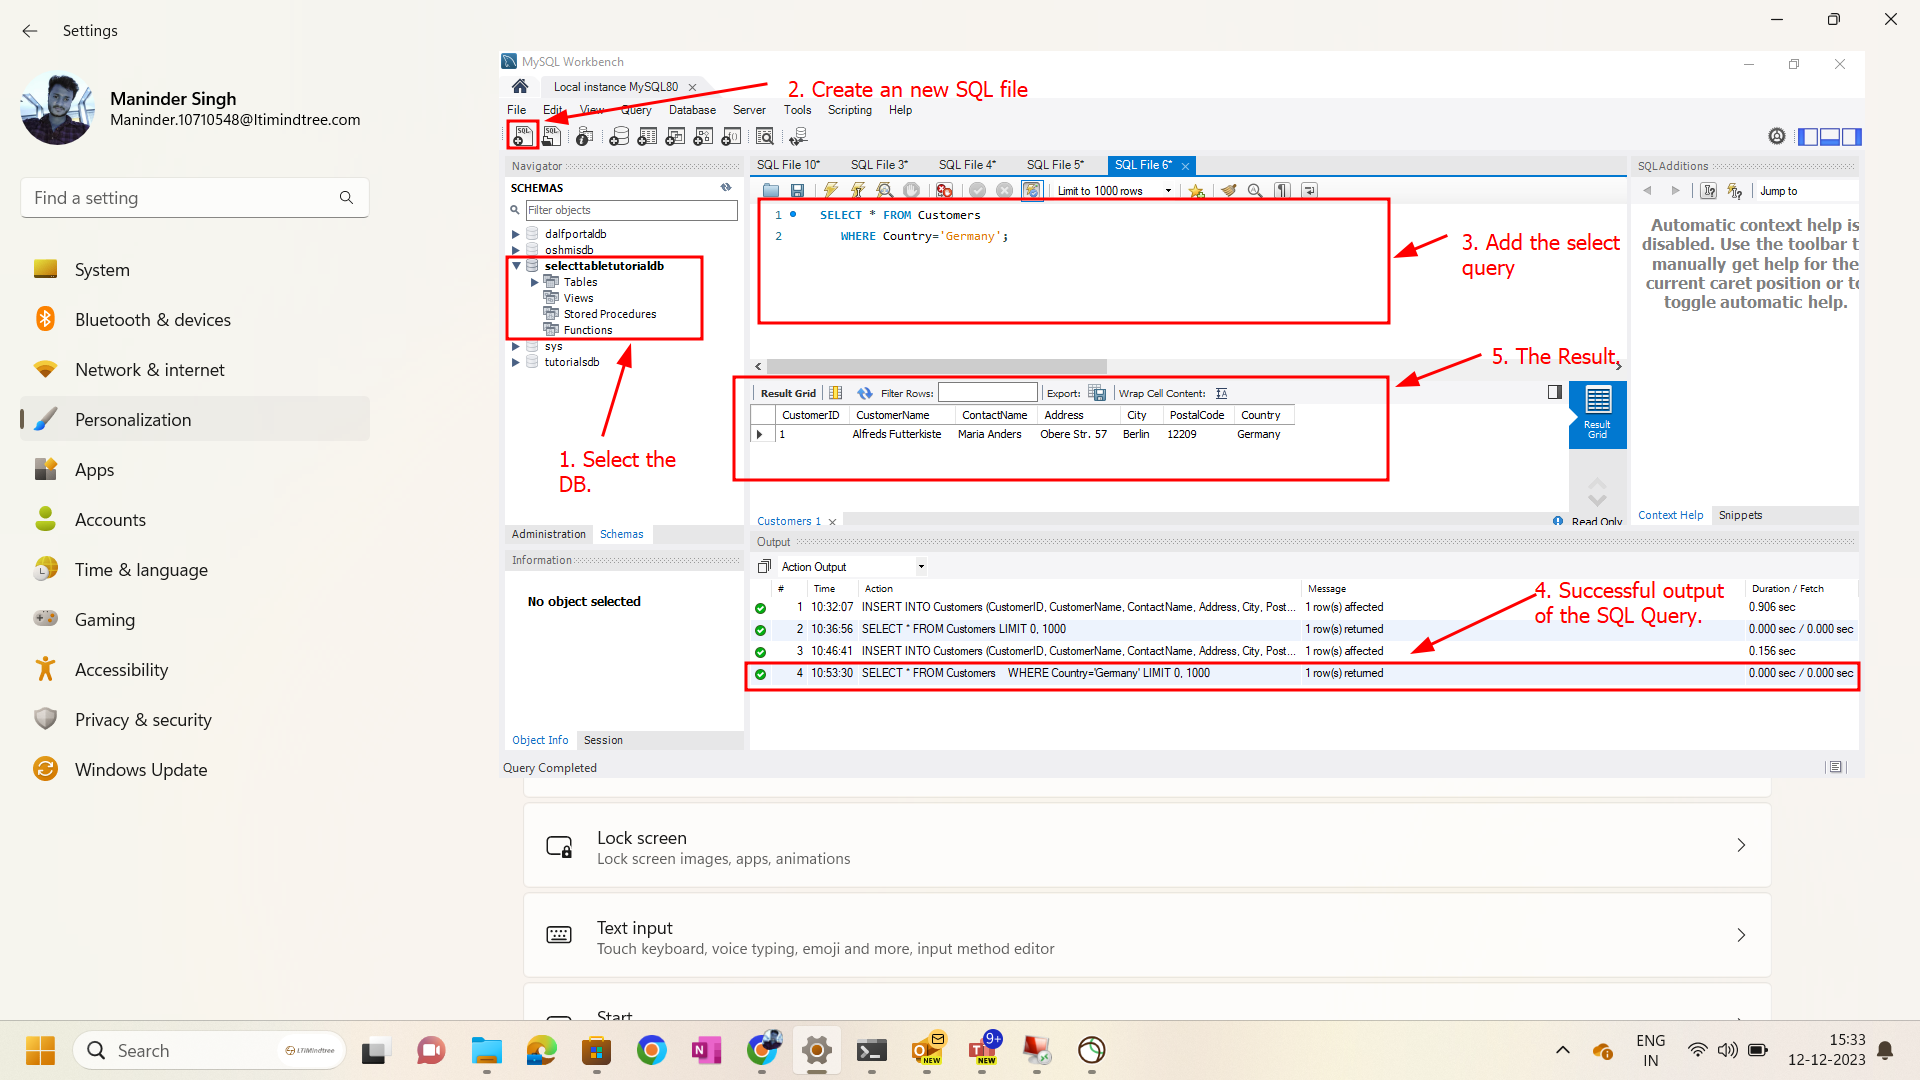 Settings
Maninder Singh
Maninder.10710548@ltimindtree.com
Find a setting
System
Bluetooth & devices
Network & internet
Personalization
Apps
Accounts
Time & language
Gaming
Accessibility
Privacy & security
Windows Update
MySQL Workbench
Local instance MySQL80
2. Create an new SQL file
File Edit View Query Database Server Tools Scripting Help
Navigator
SCHEMAS
Filter objects
dalfportaldb
oshmisdb
selecttabletutorialdb
Tables
Views
Stored Procedures
Functions
sys
tutorialsdb
1. Select the
DB.
Administration Schemas
Information
No object selected
Object Info Session
Query Completed
SQL File 10* SQL File 3* SQL File 4* SQL File 5* SQL File 6*
Limit to 1000 rows
1 SELECT * FROM Customers
2 WHERE Country='Germany';
3. Add the select
query
5. The Result.
Result Grid Filter Rows: Export: Wrap Cell Content:
CustomerID CustomerName ContactName Address City PostalCode Country
1 Alfreds Futterkiste Maria Anders Obere Str. 57 Berlin 12209 Germany
Result
Grid
Customers 1
Read Only
SQLAdditions
Jump to
Automatic context help is
disabled. Use the toolbar t
manually get help for the
current caret position or to
toggle automatic help.
Context Help Snippets
Output
Action Output
# Time Action Message Duration / Fetch
1 10:32:07 INSERT INTO Customers (CustomerID, CustomerName, ContactName, Address, City, Post... 1 row(s) affected 0.906 sec
2 10:36:56 SELECT * FROM Customers LIMIT 0, 1000 1 row(s) returned 0.000 sec / 0.000 sec
3 10:46:41 INSERT INTO Customers (CustomerID, CustomerName, ContactName, Address, City, Post... 1 row(s) affected 0.156 sec
4 10:53:30 SELECT * FROM Customers WHERE Country='Germany' LIMIT 0, 1000 1 row(s) returned 0.000 sec / 0.000 sec
4. Successful output
of the SQL Query.
Lock screen
Lock screen images, apps, animations
Text input
Touch keyboard, voice typing, emoji and more, input method editor
Start
Search
LTIMindtree
NEW
9+
NEW
ENG
IN
15:33
12-12-2023